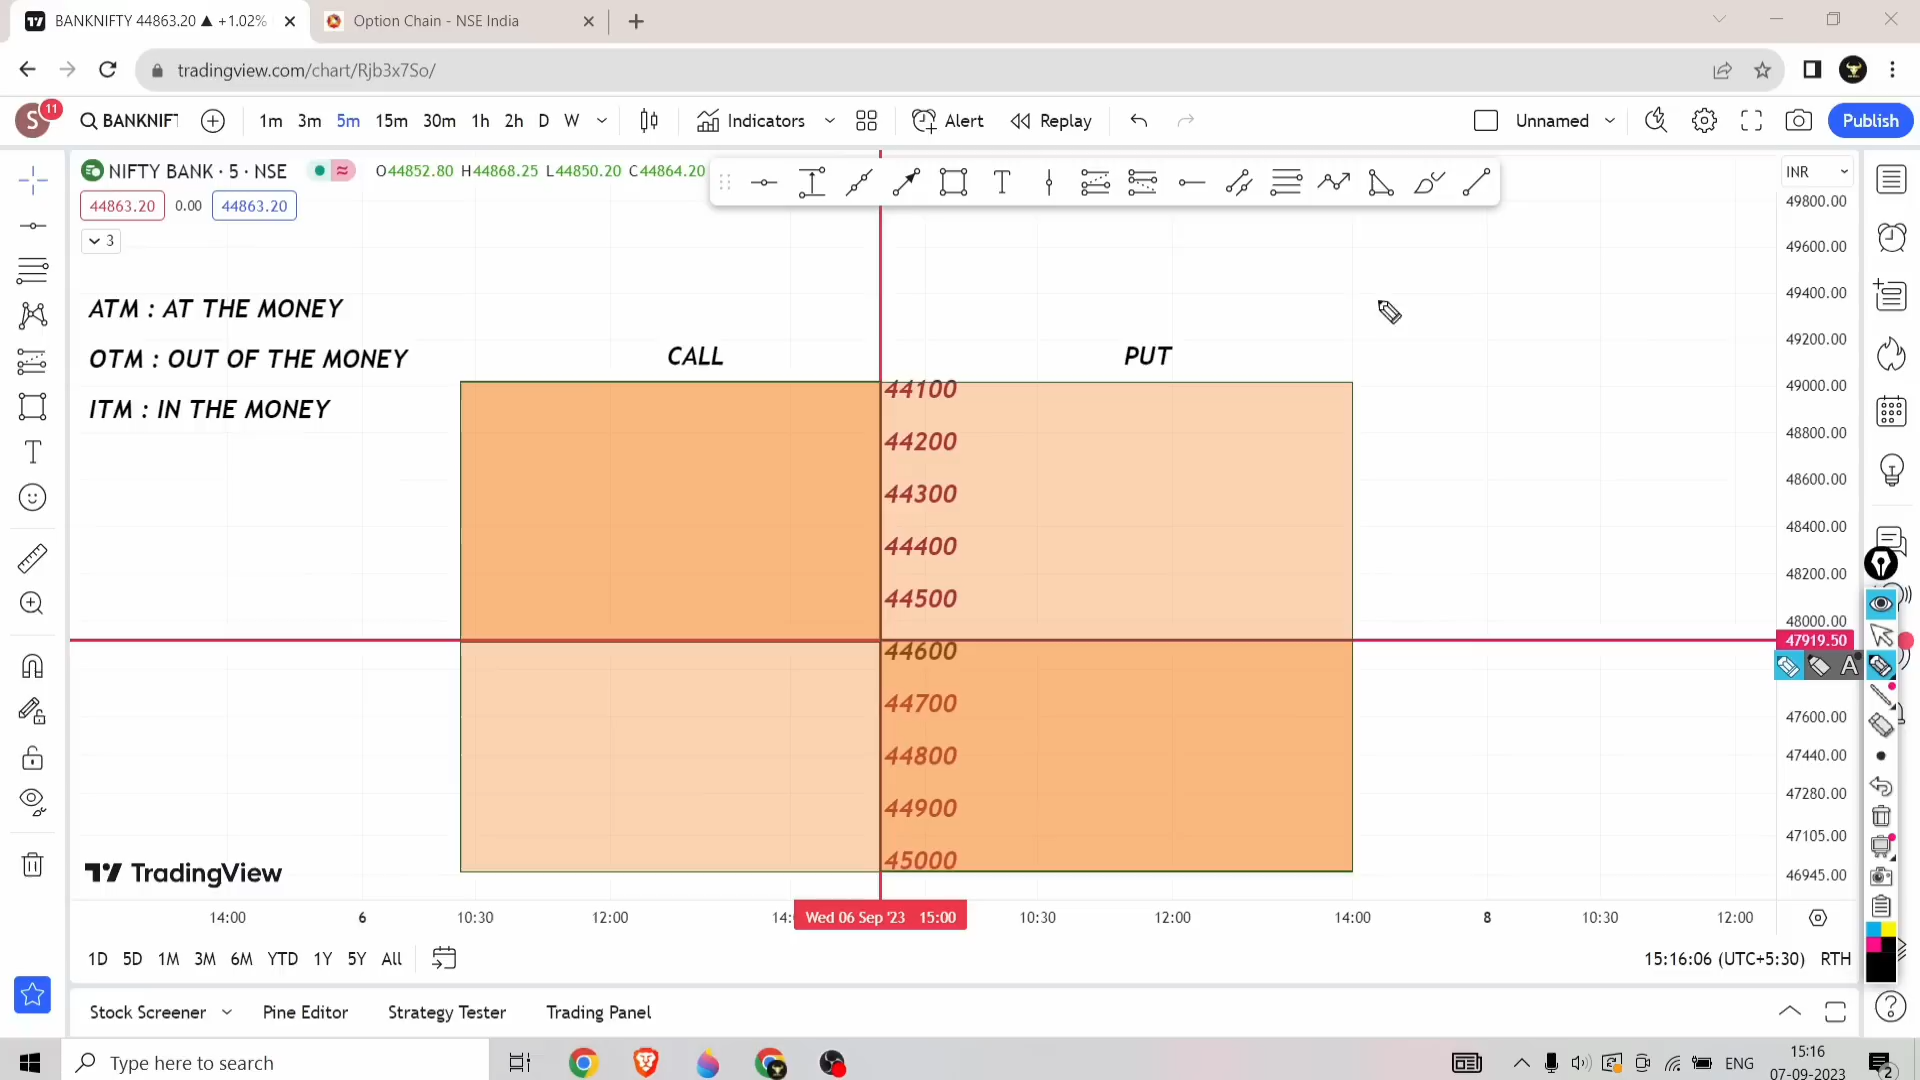 BANKNIFTY 44863.20 ▲ +1.02%
Option Chain - NSE India
tradingview.com/chart/Rjb3x7So/
S 11 BANKNIFT 1m 3m 5m 15m 30m 1h 2h D W Indicators Alert Replay Unnamed Publish
NIFTY BANK · 5 · NSE O44852.80 H44868.25 L44850.20 C44864.20
INR
44863.20 0.00 44863.20
3
ATM : AT THE MONEY
OTM : OUT OF THE MONEY
ITM : IN THE MONEY
CALL
PUT
44100
44200
44300
44400
44500
44600
44700
44800
44900
45000
49800.00
49600.00
49400.00
49200.00
49000.00
48800.00
48600.00
48400.00
48200.00
48000.00
47919.50
A
47600.00
47440.00
47280.00
47105.00
46945.00
TradingView
14:00 6 10:30 12:00 14: Wed 06 Sep '23 15:00 10:30 12:00 14:00 8 10:30 12:00
1D 5D 1M 3M 6M YTD 1Y 5Y All
15:16:06 (UTC+5:30) RTH
Stock Screener Pine Editor Strategy Tester Trading Panel
Type here to search
ENG
15:16
07-09-2023
2